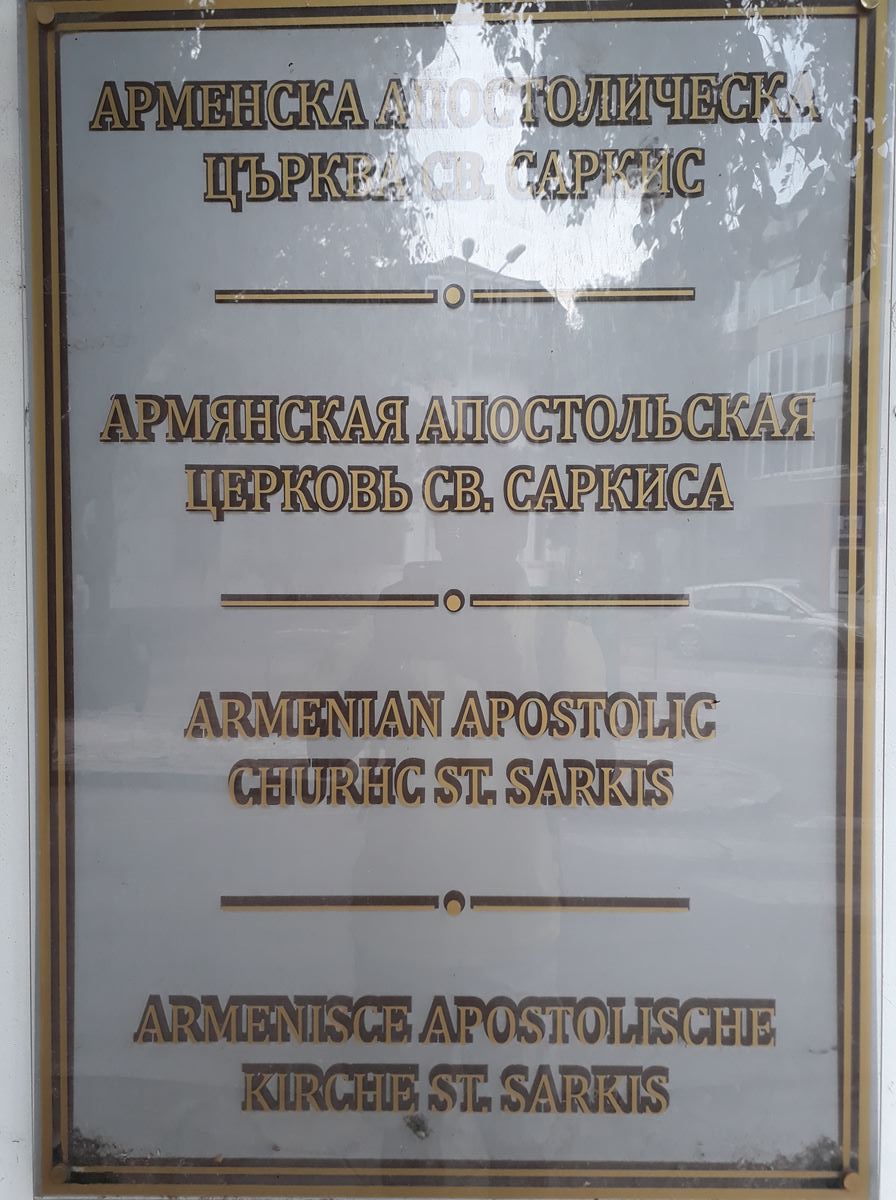 АРМЕНСКА АПОСТОЛИЧЕСКА
ЦЪРКВА СВ. САРКИС
АРМЯНСКАЯ АПОСТОЛЬСКАЯ
ЦЕРКОВЬ СВ. САРКИСА
ARMENIAN APOSTOLIC
CHURHC ST. SARKIS
ARMENISCE APOSTOLISCHE
KIRCHE ST. SARKIS